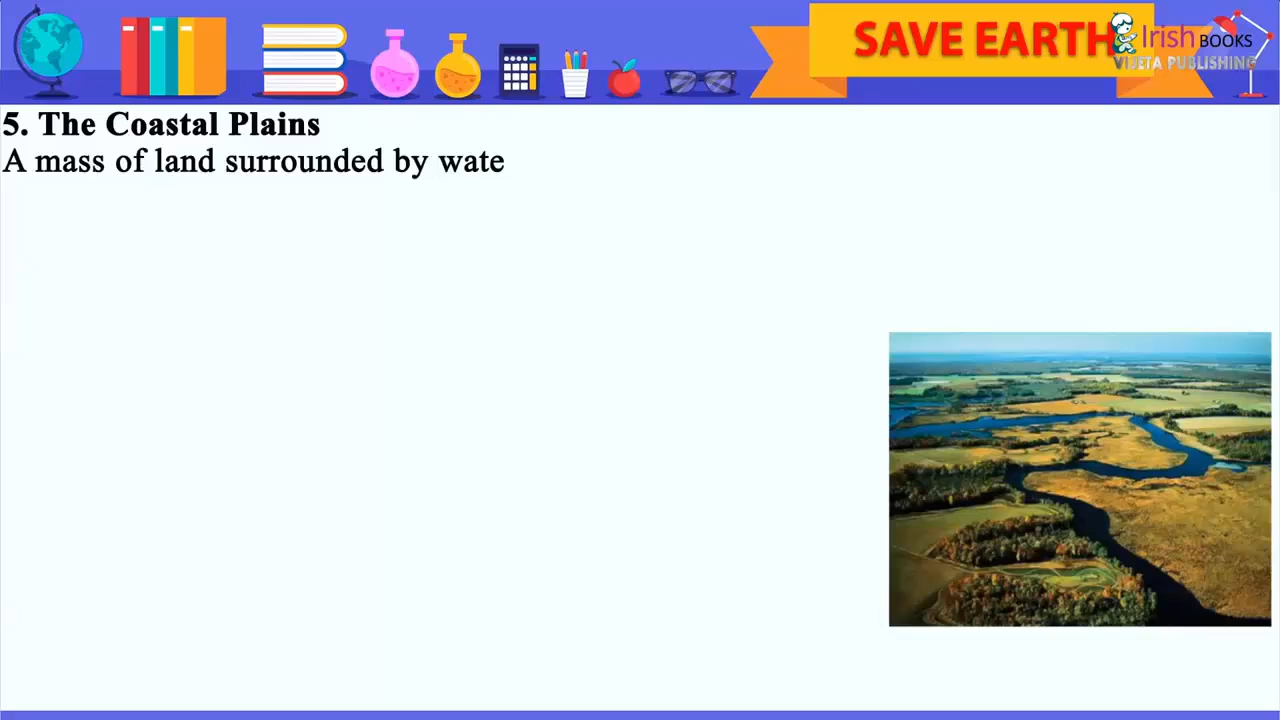 SAVE EARTH
Irish BOOKS
VIJETA PUBLISHING
5. The Coastal Plains
A mass of land surrounded by wate